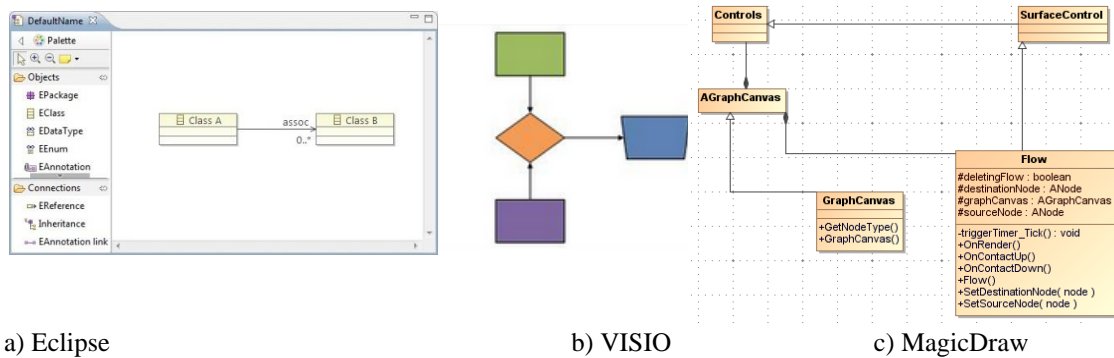 DefaultName
Palette
Objects
EPackage
EClass
EDataType
EEnum
EAnnotation
Connections
EReference
Inheritance
EAnnotation link
Class A
assoc
0..*
Class B
Controls
SurfaceControl
AGraphCanvas
GraphCanvas
+GetNodeType()
+GraphCanvas()
Flow
#deletingFlow : boolean
#destinationNode : ANode
#graphCanvas : AGraphCanvas
#sourceNode : ANode
-triggerTimer_Tick() : void
+OnRender()
+OnContactUp()
+OnContactDown()
+Flow()
+SetDestinationNode( node )
+SetSourceNode( node )
a) Eclipse
b) VISIO
c) MagicDraw